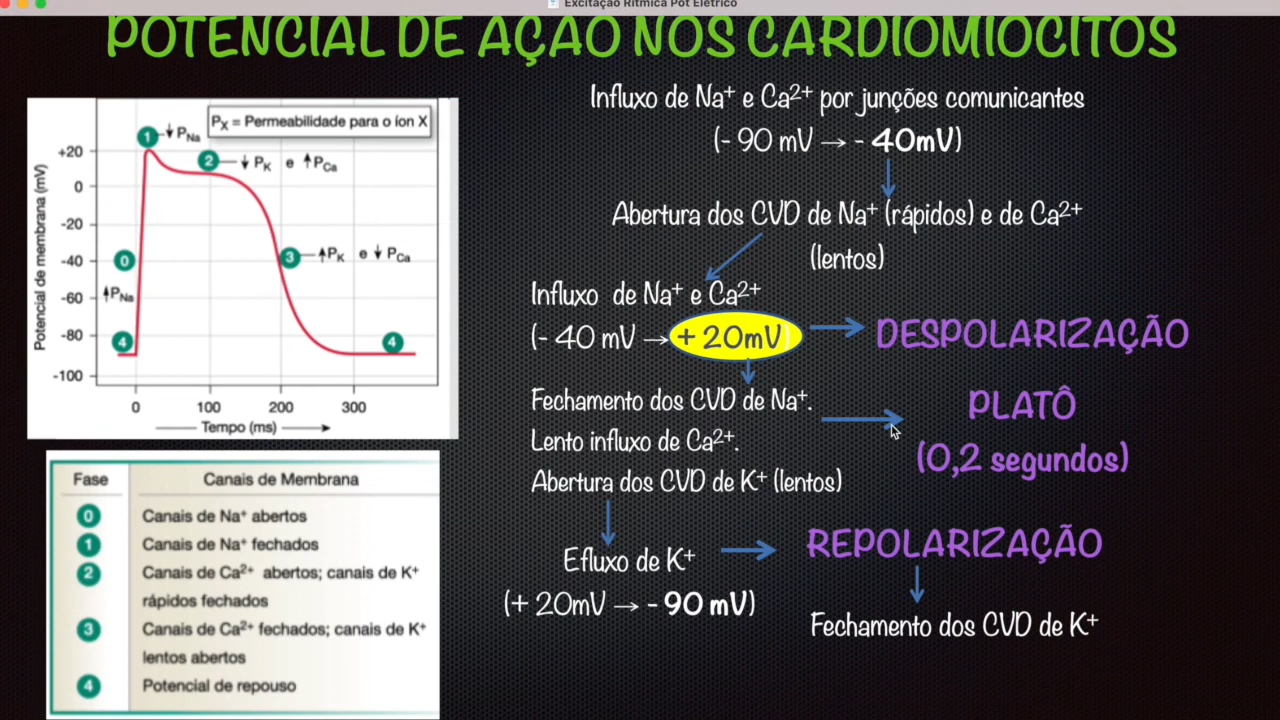 Excitação Rítmica Pot Elétrico
POTENCIAL DE AÇÃO NOS CARDIOMIÓCITOS
Pₓ = Permeabilidade para o íon X
1 ↓ PNa
2 ↓ PK e ↑PCa
3 ↑PK e ↓ PCa
0
↑PNa
4
4
Potencial de membrana (mV)
+20
0
-20
-40
-60
-80
-100
0 100 200 300
Tempo (ms)
Fase Canais de Membrana
0 Canais de Na⁺ abertos
1 Canais de Na⁺ fechados
2 Canais de Ca²⁺ abertos; canais de K⁺
rápidos fechados
3 Canais de Ca²⁺ fechados; canais de K⁺
lentos abertos
4 Potencial de repouso
Influxo de Na⁺ e Ca²⁺ por junções comunicantes
(- 90 mV → - 40mV)
Abertura dos CVD de Na⁺ (rápidos) e de Ca²⁺
(lentos)
Influxo de Na⁺ e Ca²⁺
(- 40 mV → + 20mV)
DESPOLARIZAÇÃO
Fechamento dos CVD de Na⁺.
Lento influxo de Ca²⁺.
Abertura dos CVD de K⁺ (lentos)
PLATÔ
(0,2 segundos)
Efluxo de K⁺
(+ 20mV → - 90 mV)
REPOLARIZAÇÃO
Fechamento dos CVD de K⁺